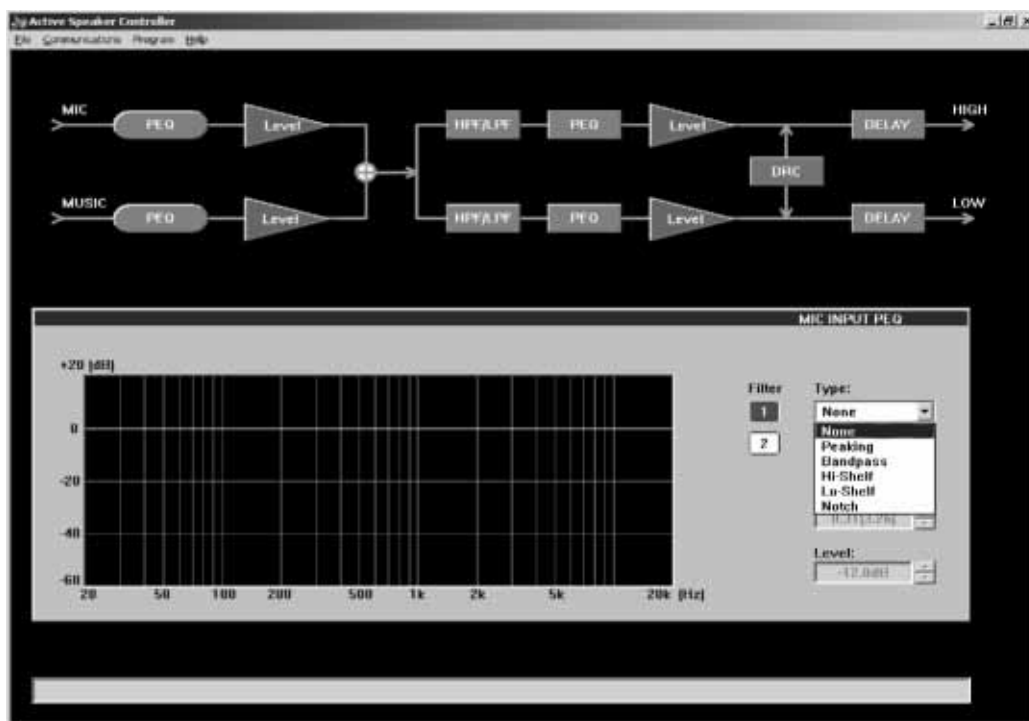 Active Speaker Controller
File Communications Program Help
MIC
PEQ Level HPF/LPF PEQ Level DELAY HIGH
DRC
MUSIC
PEQ Level HPF/LPF PEQ Level DELAY LOW
MIC INPUT PEQ
+20 (dB)
0
-20
-40
-60
20 50 100 200 500 1k 2k 5k 20k (Hz)
Filter
1
2
Type:
None
None
Peaking
Bandpass
Hi-Shelf
Lo-Shelf
Notch
Level:
-12.0dB